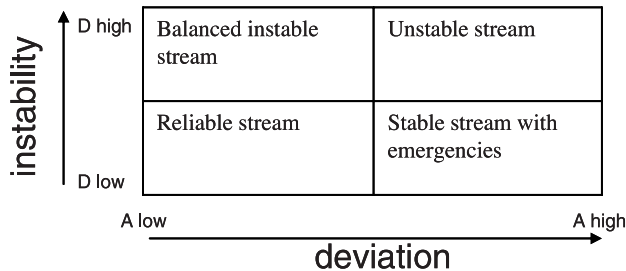 instability
D high
Balanced instable
stream
Unstable stream
Reliable stream
Stable stream with
emergencies
D low
A low
A high
deviation